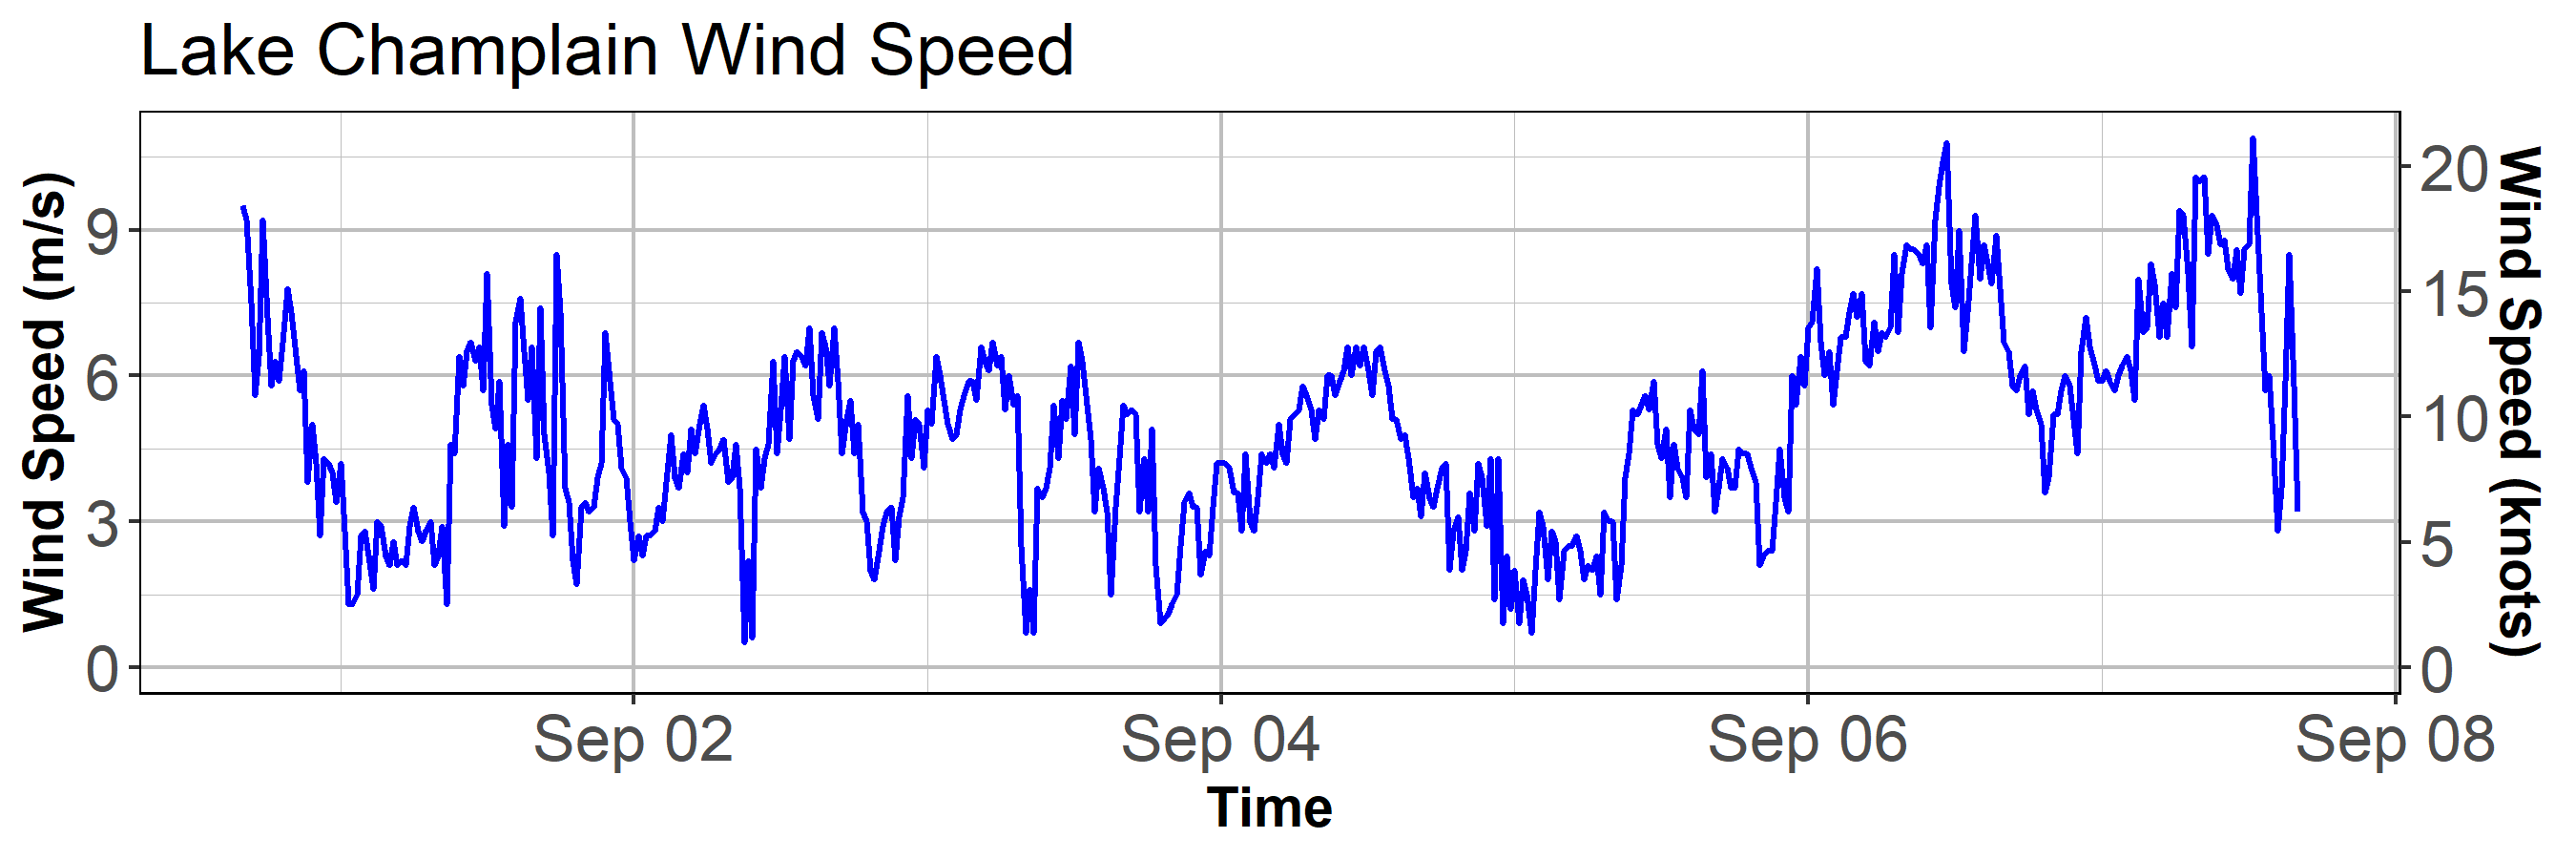 Lake Champlain Wind Speed
Wind Speed (m/s)
9
6
3
0
20
15
10
5
0
Wind Speed (knots)
Sep 02
Sep 04
Sep 06
Sep 08
Time